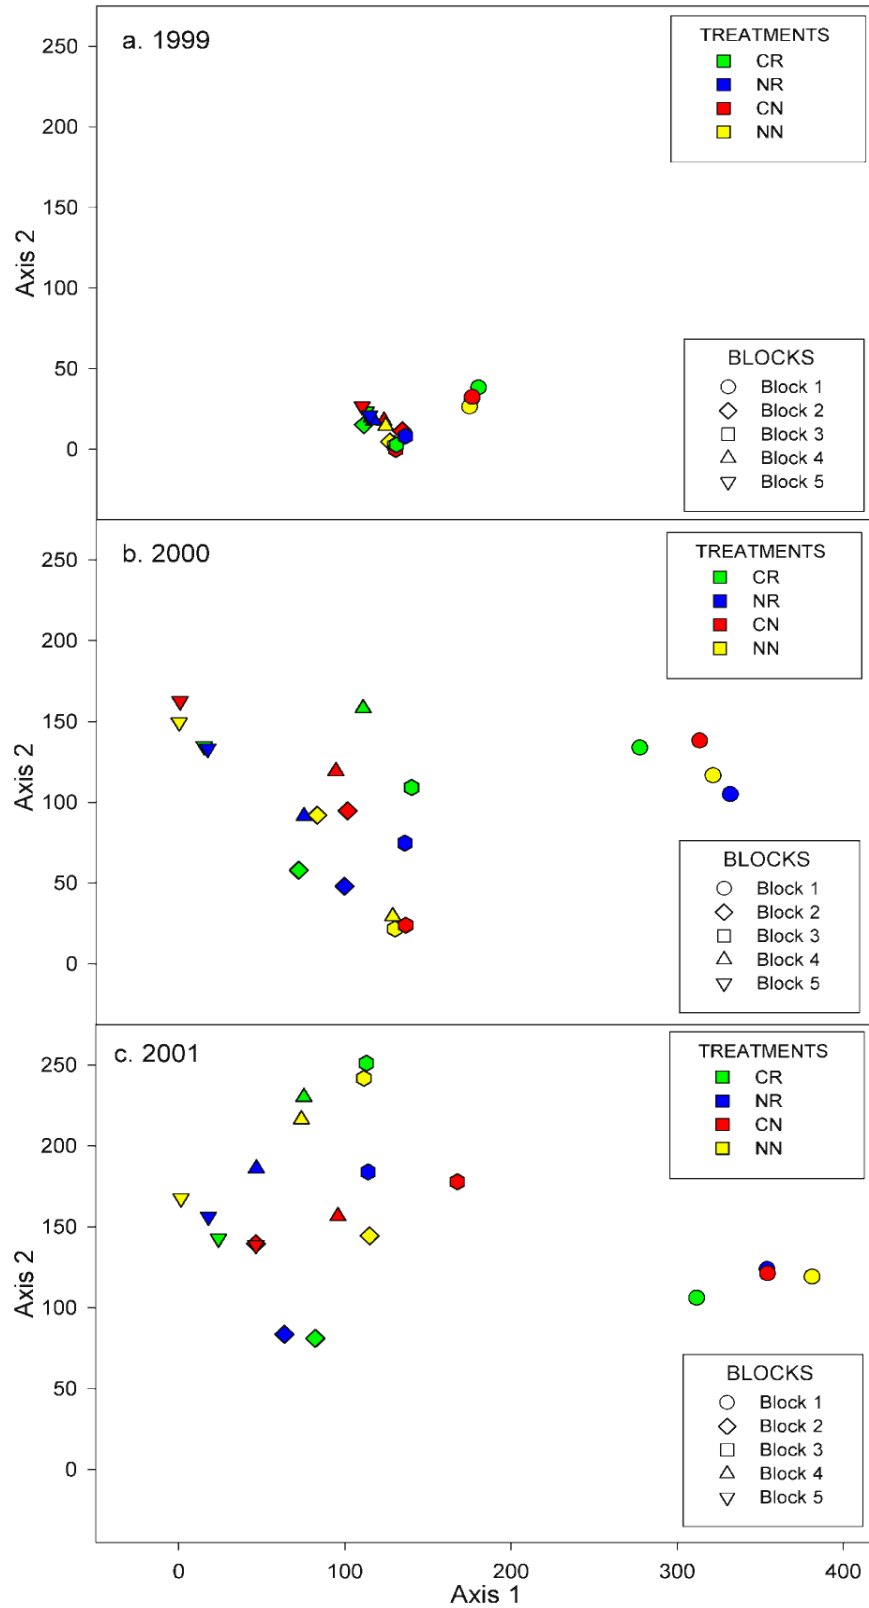 a. 1999
TREATMENTS
CR
NR
CN
NN
250
200
150
100
50
0
Axis 2
BLOCKS
Block 1
Block 2
Block 3
Block 4
Block 5
b. 2000
TREATMENTS
CR
NR
CN
NN
250
200
150
100
50
0
Axis 2
BLOCKS
Block 1
Block 2
Block 3
Block 4
Block 5
c. 2001
TREATMENTS
CR
NR
CN
NN
250
200
150
100
50
0
Axis 2
BLOCKS
Block 1
Block 2
Block 3
Block 4
Block 5
0 100 200 300 400
Axis 1